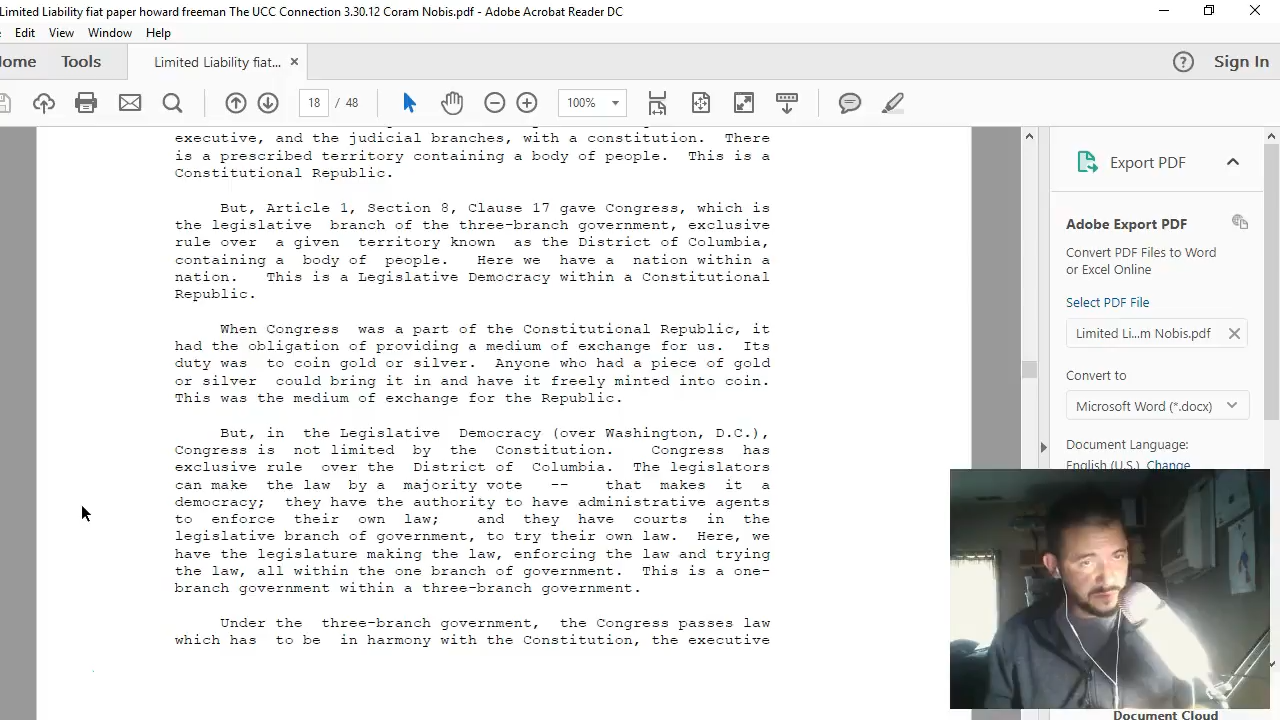 Limited Liability fiat paper howard freeman The UCC Connection 3.30.12 Coram Nobis.pdf - Adobe Acrobat Reader DC
Edit View Window Help
Home Tools Limited Liability fiat... × Sign In
18 / 48 100%
executive, and the judicial branches, with a constitution. There
is a prescribed territory containing a body of people. This is a
Constitutional Republic.
But, Article 1, Section 8, Clause 17 gave Congress, which is
the legislative branch of the three-branch government, exclusive
rule over a given territory known as the District of Columbia,
containing a body of people. Here we have a nation within a
nation. This is a Legislative Democracy within a Constitutional
Republic.
When Congress was a part of the Constitutional Republic, it
had the obligation of providing a medium of exchange for us. Its
duty was to coin gold or silver. Anyone who had a piece of gold
or silver could bring it in and have it freely minted into coin.
This was the medium of exchange for the Republic.
But, in the Legislative Democracy (over Washington, D.C.),
Congress is not limited by the Constitution. Congress has
exclusive rule over the District of Columbia. The legislators
can make the law by a majority vote -- that makes it a
democracy; they have the authority to have administrative agents
to enforce their own law; and they have courts in the
legislative branch of government, to try their own law. Here, we
have the legislature making the law, enforcing the law and trying
the law, all within the one branch of government. This is a one-
branch government within a three-branch government.
Under the three-branch government, the Congress passes law
which has to be in harmony with the Constitution, the executive
Export PDF
Adobe Export PDF
Convert PDF Files to Word
or Excel Online
Select PDF File
Limited Li...m Nobis.pdf
Convert to
Microsoft Word (*.docx)
Document Language:
English (U.S.) Change
Document Cloud